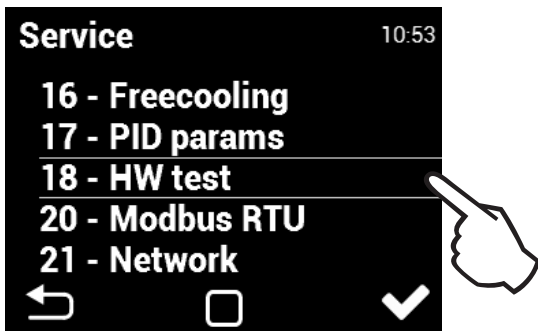 Service 10:53
16 - Freecooling
17 - PID params
18 - HW test
20 - Modbus RTU
21 - Network